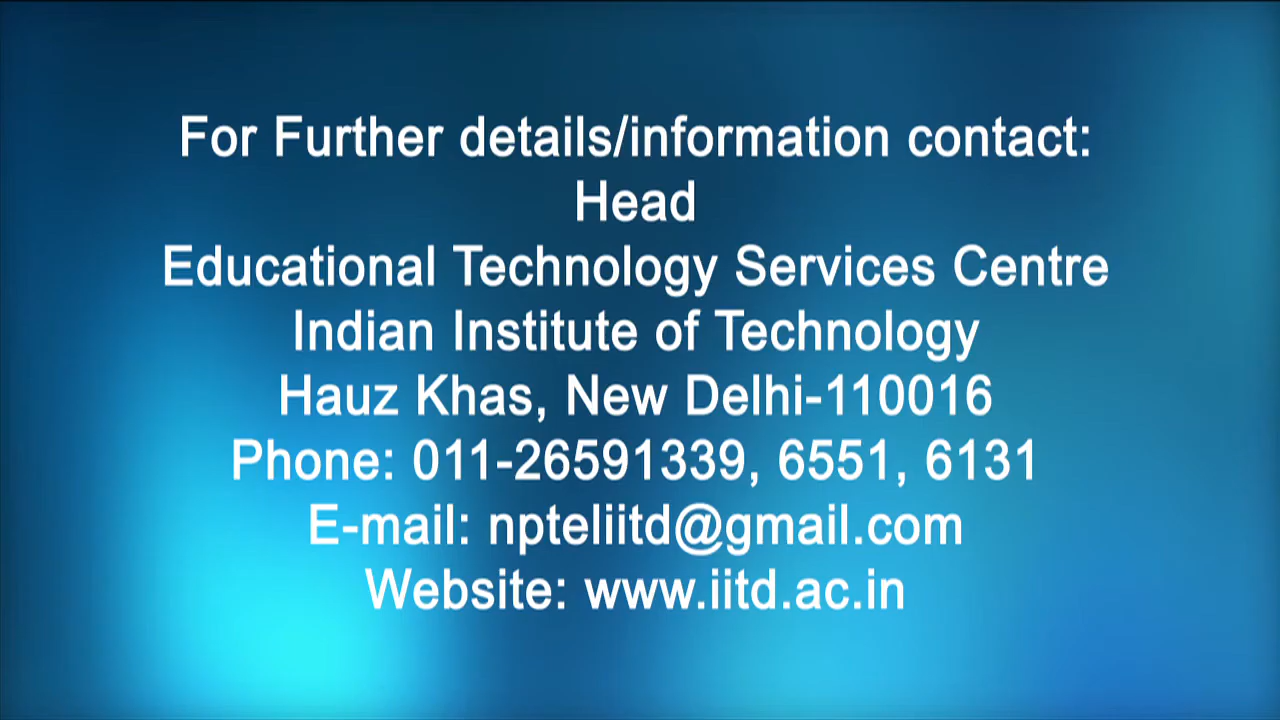 For Further details/information contact:
Head
Educational Technology Services Centre
Indian Institute of Technology
Hauz Khas, New Delhi-110016
Phone: 011-26591339, 6551, 6131
E-mail: npteliitd@gmail.com
Website: www.iitd.ac.in